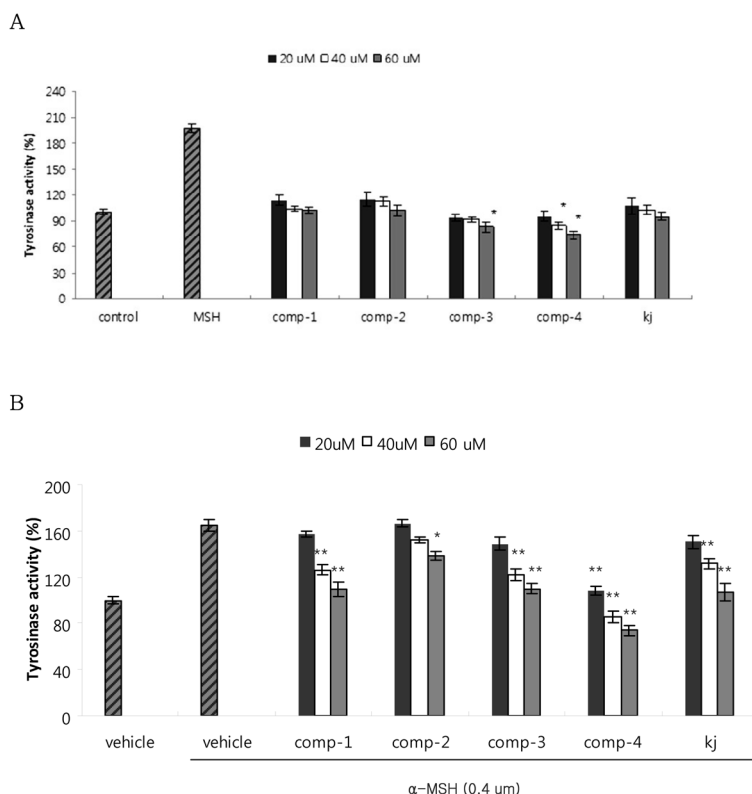 A
20 uM 40 uM 60 uM
Tyrosinase activity (%)
240
210
180
150
120
90
60
30
0
*
*
*
control MSH comp-1 comp-2 comp-3 comp-4 kj
B
20uM 40uM 60 uM
Tyrosinase activity (%)
200
160
120
80
40
0
** ** * ** ** ** ** ** ** **
vehicle vehicle comp-1 comp-2 comp-3 comp-4 kj
α-MSH (0.4 um)